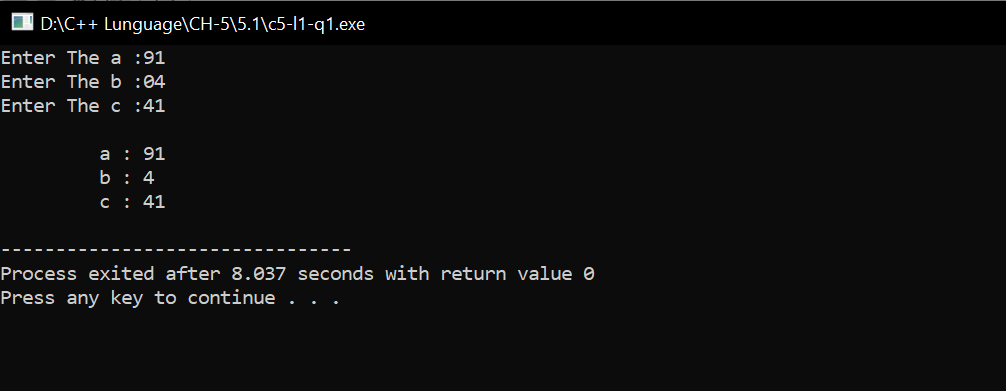 D:\C++ Lunguage\CH-5\5.1\c5-l1-q1.exe
Enter The a :91
Enter The b :04
Enter The c :41
a : 91
b : 4
c : 41
--------------------------------
Process exited after 8.037 seconds with return value 0
Press any key to continue . . .